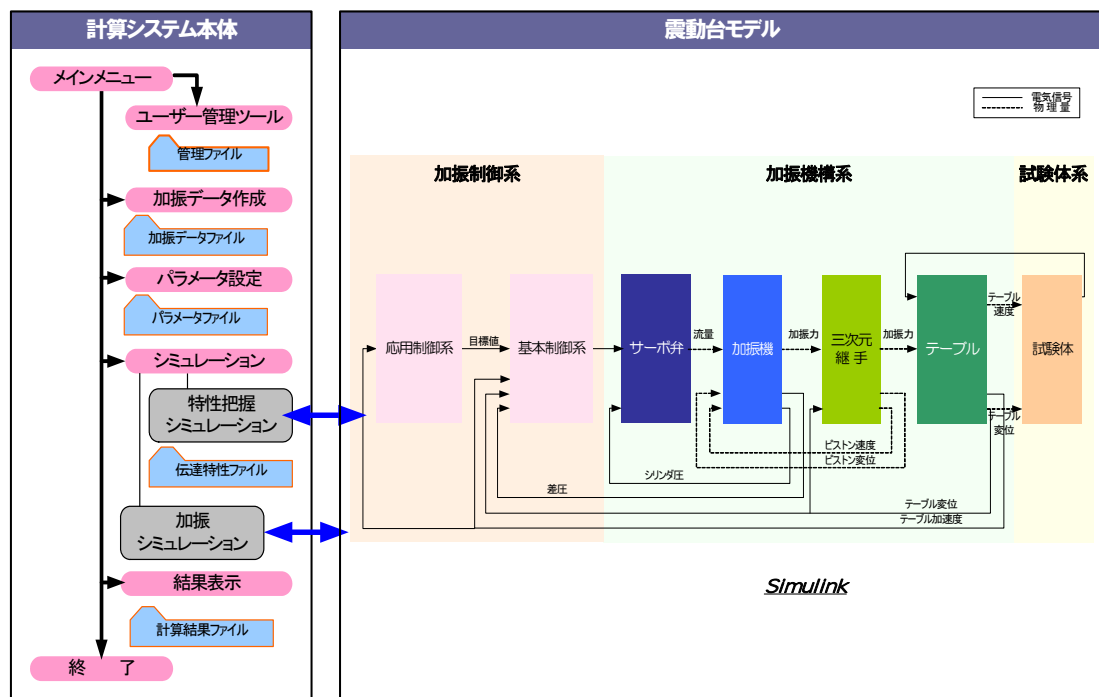 計算システム本体
メインメニュー
ユーザー管理ツール
管理ファイル
加振データ作成
加振データファイル
パラメータ設定
パラメータファイル
シミュレーション
特性把握
シミュレーション
伝達特性ファイル
加振
シミュレーション
結果表示
計算結果ファイル
終 了
震動台モデル
電気信号
物理量
加振制御系
加振機構系
試験体系
応用制御系
目標値
基本制御系
サーボ弁
流量
加振機
加振力
三次元
継 手
加振力
テーブル
テーブル
速度
試験体
テーブル
変位
ピストン速度
ピストン変位
シリンダ圧
差圧
テーブル変位
テーブル加速度
Simulink